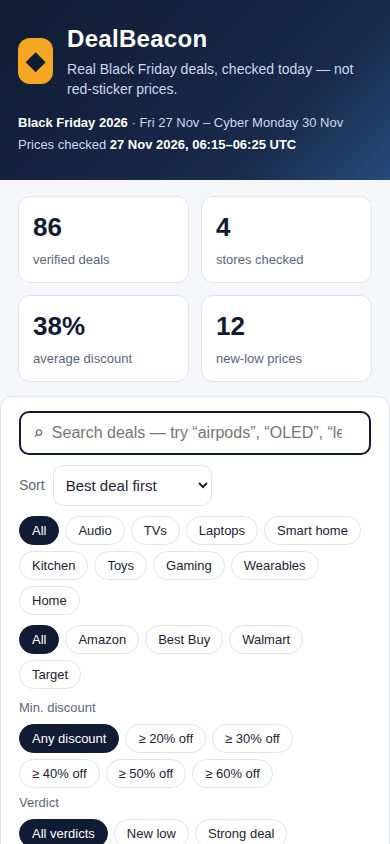 DealBeacon
Real Black Friday deals, checked today — not
red-sticker prices.
Black Friday 2026 · Fri 27 Nov – Cyber Monday 30 Nov
Prices checked 27 Nov 2026, 06:15–06:25 UTC
86
verified deals
4
stores checked
38%
average discount
12
new-low prices
Search deals — try “airpods”, “OLED”, “le
Sort
Best deal first
All
Audio
TVs
Laptops
Smart home
Kitchen
Toys
Gaming
Wearables
Home
All
Amazon
Best Buy
Walmart
Target
Min. discount
Any discount
≥ 20% off
≥ 30% off
≥ 40% off
≥ 50% off
≥ 60% off
Verdict
All verdicts
New low
Strong deal